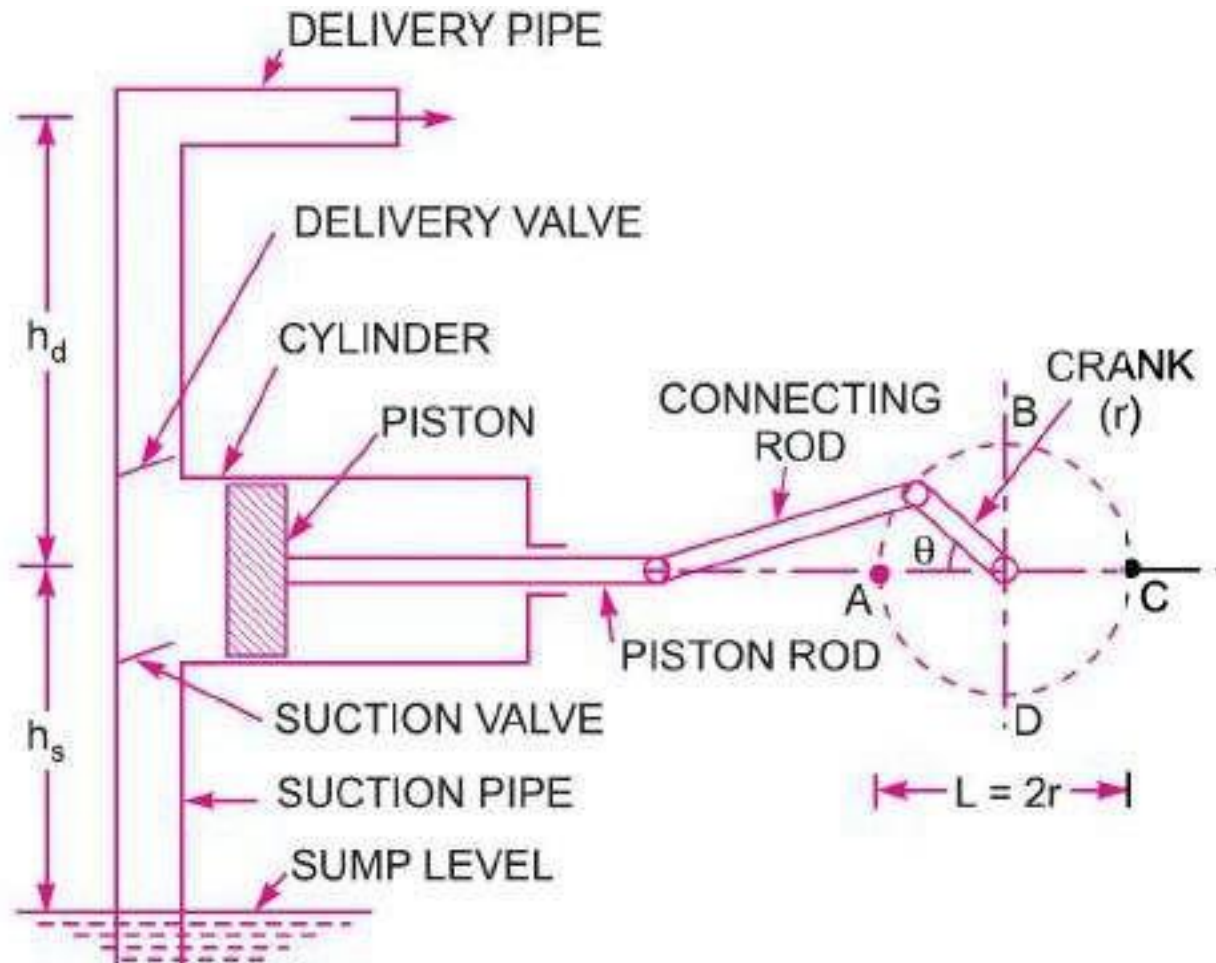 DELIVERY PIPE
DELIVERY VALVE
h_d
CYLINDER
PISTON
CONNECTING
ROD
CRANK
(r)
B
θ
A
C
PISTON ROD
D
SUCTION VALVE
h_s
SUCTION PIPE
L = 2r
SUMP LEVEL